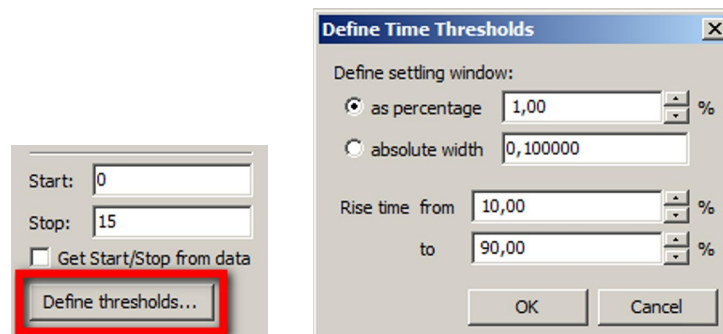 Define Time Thresholds
Define settling window:
as percentage 1,00 %
absolute width 0,100000
Rise time from 10,00 %
to 90,00 %
OK Cancel
Start: 0
Stop: 15
Get Start/Stop from data
Define thresholds...